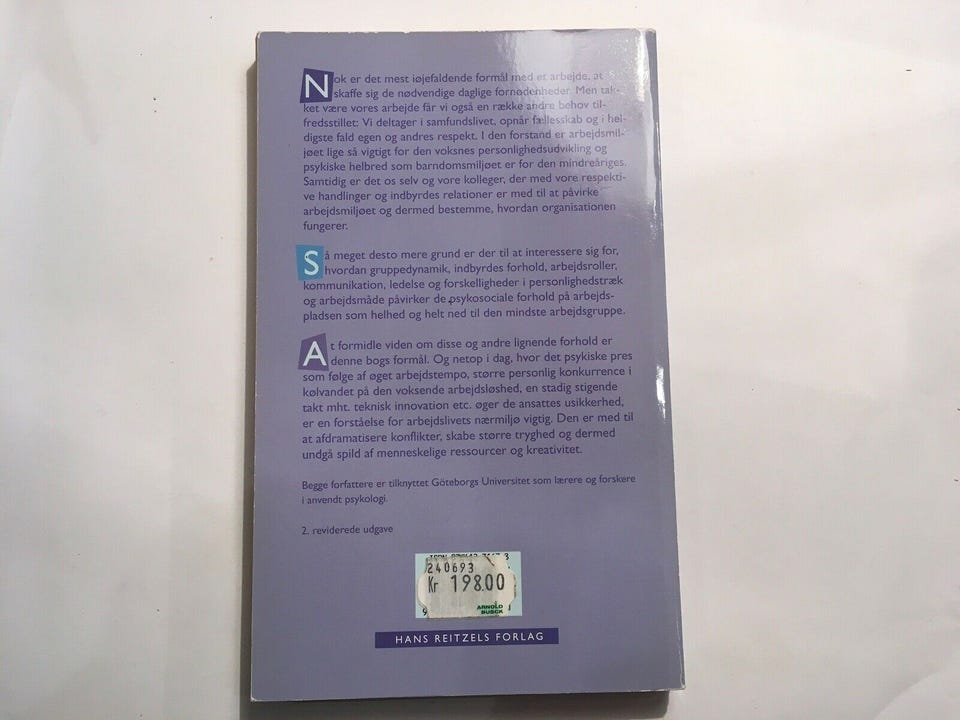 Nok er det mest iøjefaldende formål med et arbejde, at
skaffe sig de nødvendige daglige fornødenheder. Men tak-
ket være vores arbejde får vi også en række andre behov til-
fredsstillet: Vi deltager i samfundslivet, opnår fællesskab og i hel-
digste fald egen og andres respekt. I den forstand er arbejdsmil-
jøet lige så vigtigt for den voksnes personlighedsudvikling og
psykiske helbred som barndomsmiljøet er for den mindreåriges.
Samtidig er det os selv og vore kolleger, der med vore respekti-
ve handlinger og indbyrdes relationer er med til at påvirke
arbejdsmiljøet og dermed bestemme, hvordan organisationen
fungerer.
Så meget desto mere grund er der til at interessere sig for,
hvordan gruppedynamik, indbyrdes forhold, arbejdsroller,
kommunikation, ledelse og forskelligheder i personlighedstræk
og arbejdsmåde påvirker de psykosociale forhold på arbejds-
pladsen som helhed og helt ned til den mindste arbejdsgruppe.
At formidle viden om disse og andre lignende forhold er
denne bogs formål. Og netop i dag, hvor det psykiske pres
som følge af øget arbejdstempo, større personlig konkurrence i
kølvandet på den voksende arbejdsløshed, en stadig stigende
takt mht. teknisk innovation etc. øger de ansattes usikkerhed,
er en forståelse for arbejdslivets nærmiljø vigtig. Den er med til
at afdramatisere konflikter, skabe større tryghed og dermed
undgå spild af menneskelige ressourcer og kreativitet.
Begge forfattere er tilknyttet Göteborgs Universitet som lærere og forskere
i anvendt psykologi.
2. reviderede udgave
240693
Kr 198.00
ARNOLD
BUSCK
HANS REITZELS FORLAG